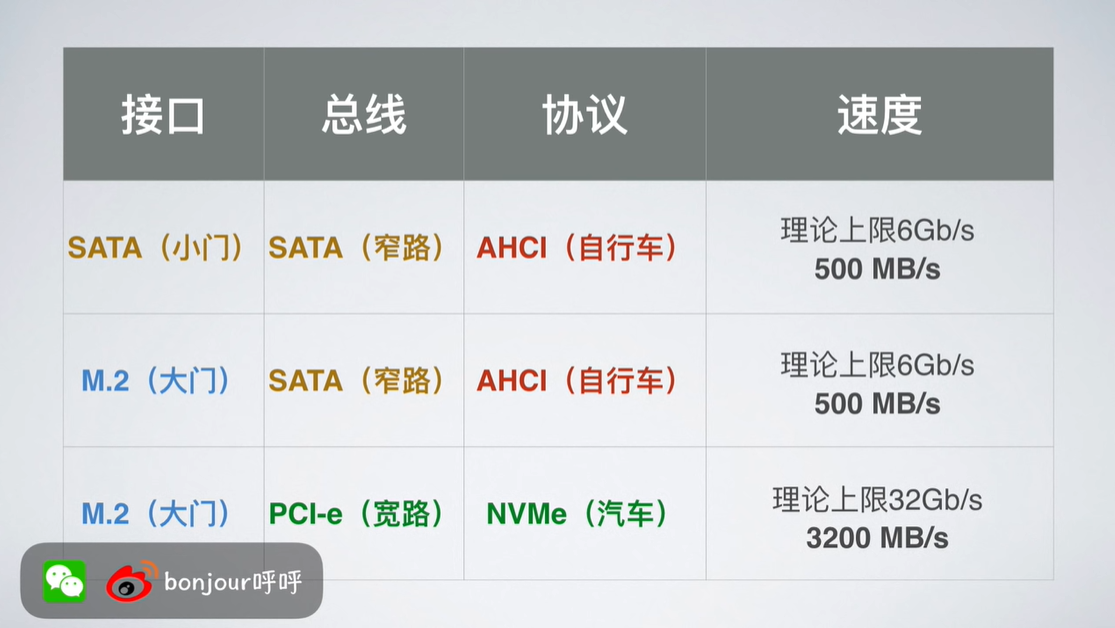 接口 总线 协议 速度
SATA（小门） SATA（窄路） AHCI（自行车） 理论上限6Gb/s
500 MB/s
M.2（大门） SATA（窄路） AHCI（自行车） 理论上限6Gb/s
500 MB/s
M.2（大门） PCI-e（宽路） NVMe（汽车） 理论上限32Gb/s
3200 MB/s
bonjour呼呼